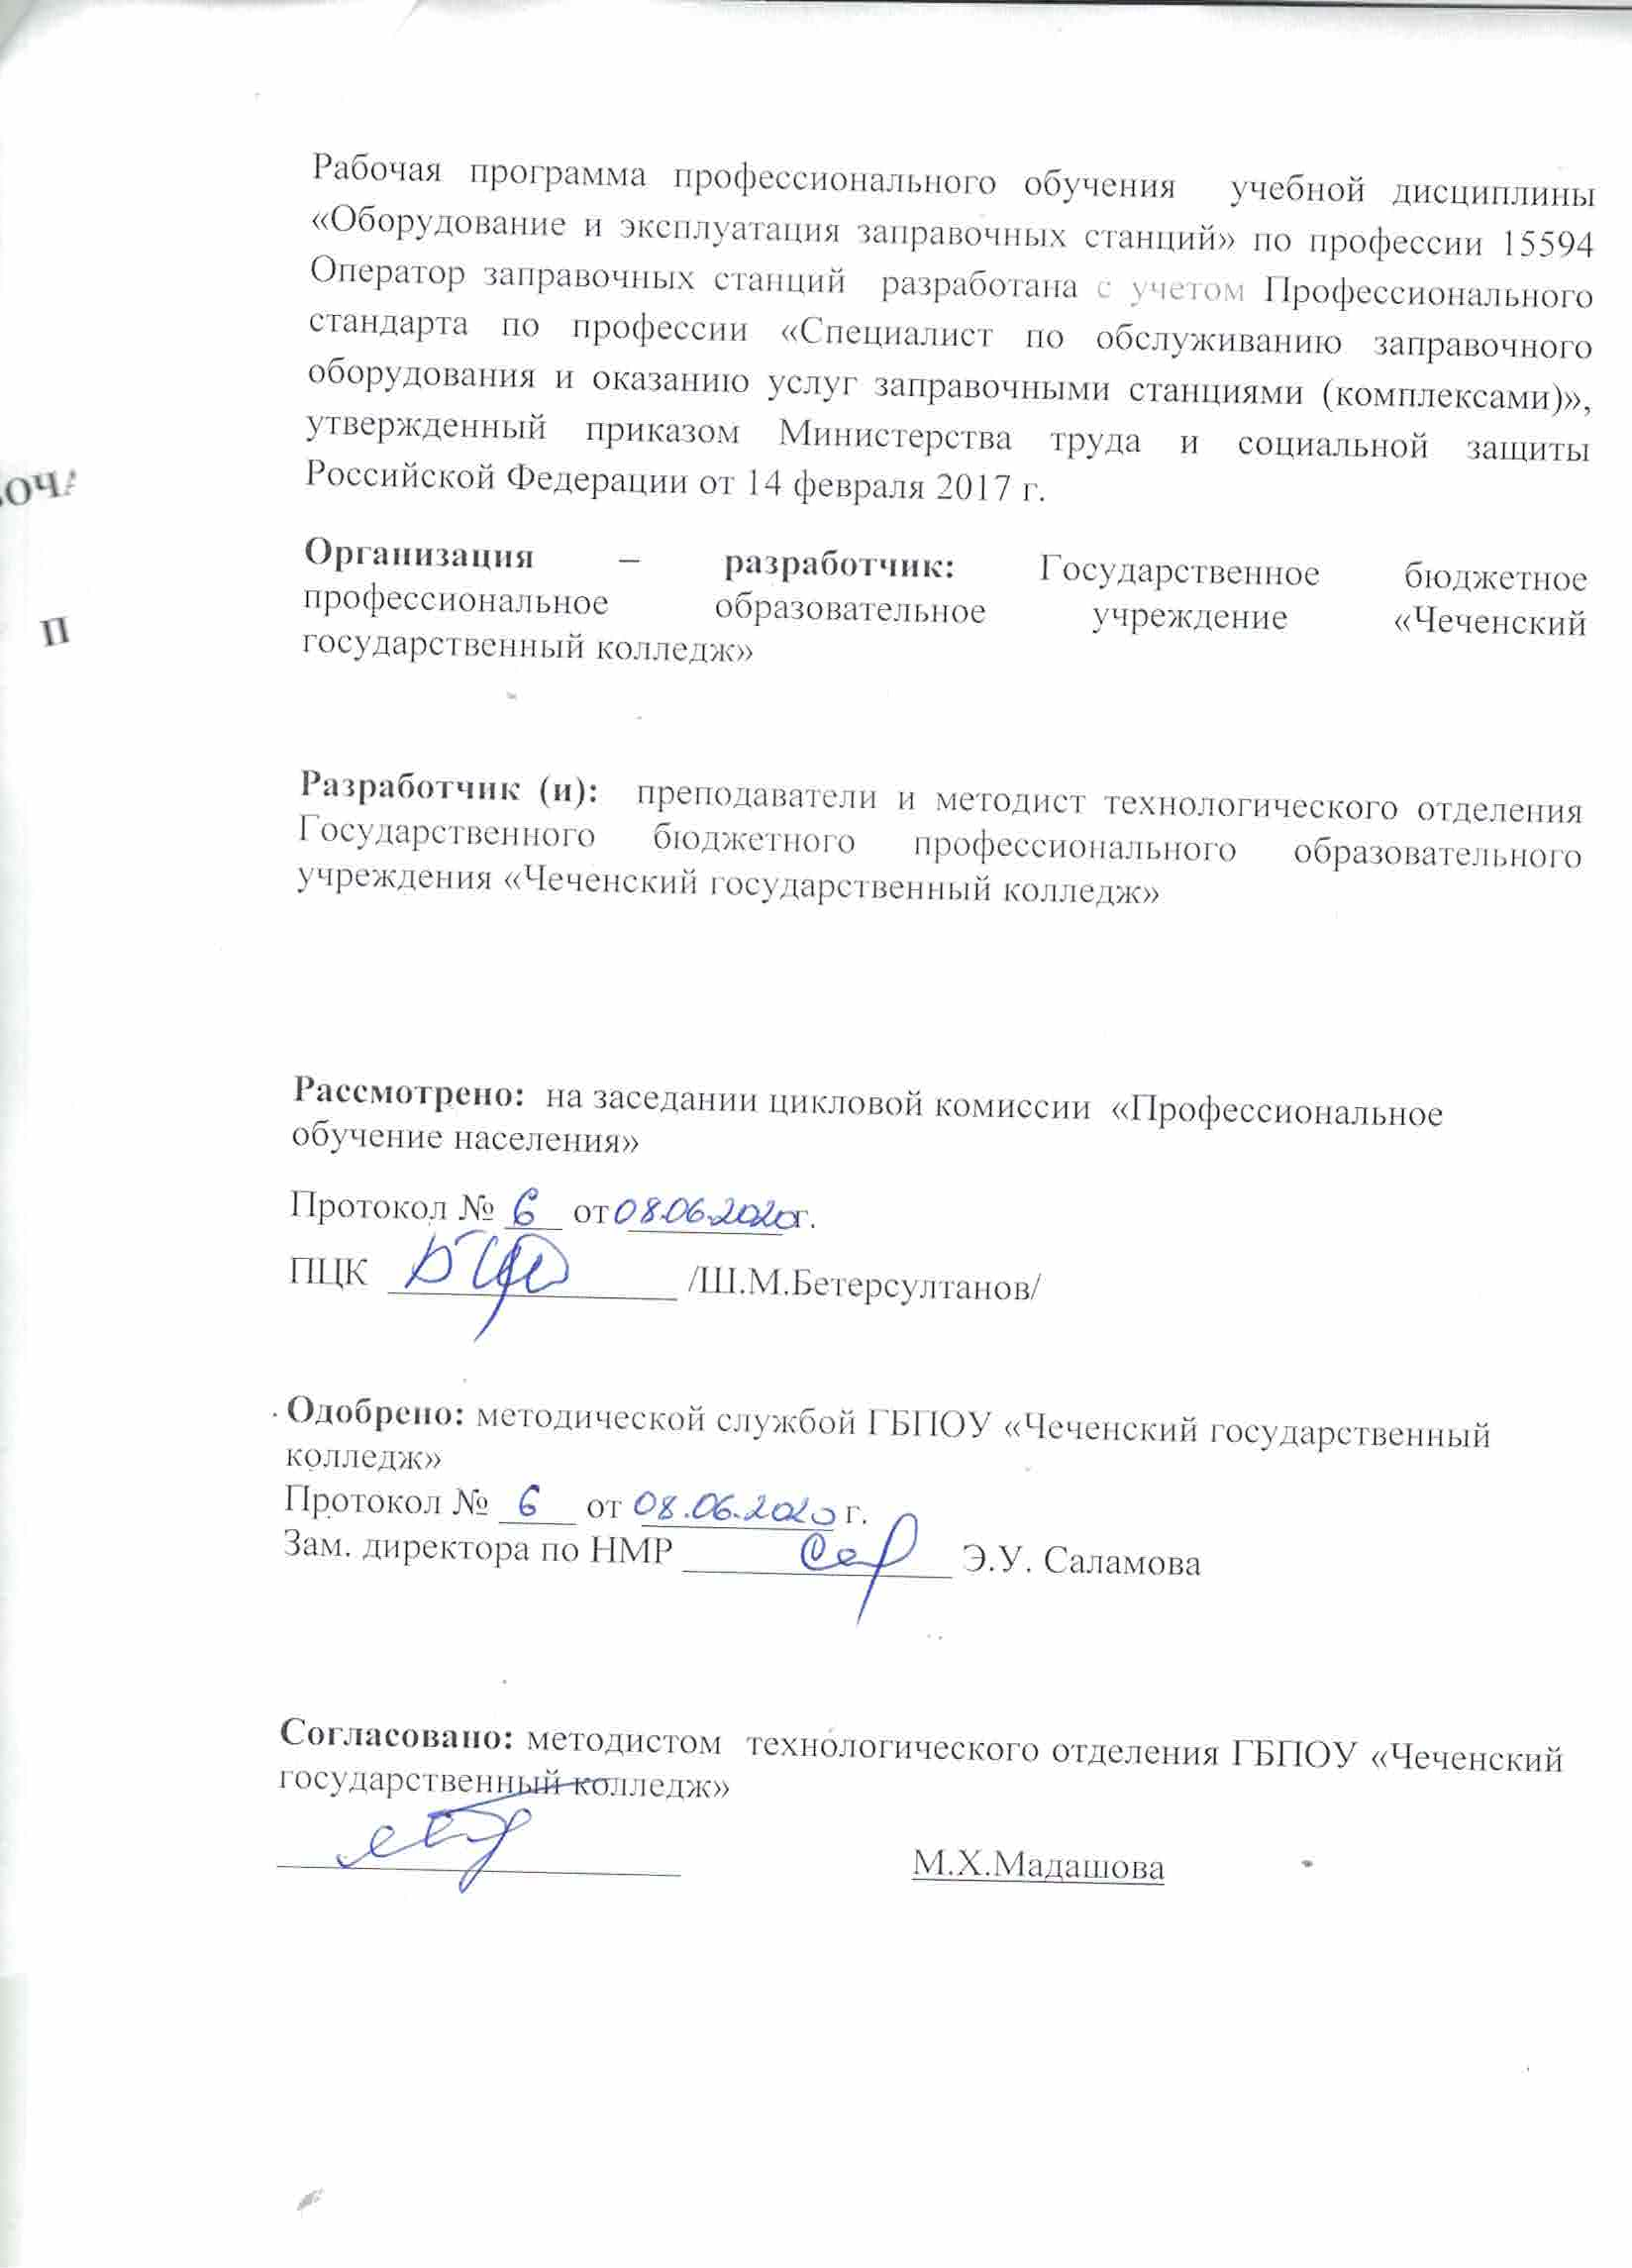 Рабочая программа профессионального обучения учебной дисциплины
«Оборудование и эксплуатация заправочных станций» по профессии 15594
Оператор заправочных станций разработана с учетом Профессионального
стандарта по профессии «Специалист по обслуживанию заправочного
оборудования и оказанию услуг заправочными станциями (комплексами)»,
утвержденный приказом Министерства труда и социальной защиты
Российской Федерации от 14 февраля 2017 г.
Организация – разработчик: Государственное бюджетное
профессиональное образовательное учреждение «Чеченский
государственный колледж»
Разработчик (и): преподаватели и методист технологического отделения
Государственного бюджетного профессионального образовательного
учреждения «Чеченский государственный колледж»
Рассмотрено: на заседании цикловой комиссии «Профессиональное
обучение населения»
Протокол № 6 от 08.06.2020г.
ПЦК /Ш.М.Бетерсултанов/
Одобрено: методической службой ГБПОУ «Чеченский государственный
колледж»
Протокол № 6 от 08.06.2020 г.
Зам. директора по НМР Э.У. Саламова
Согласовано: методистом технологического отделения ГБПОУ «Чеченский
государственный колледж»
М.Х.Мадашова
П